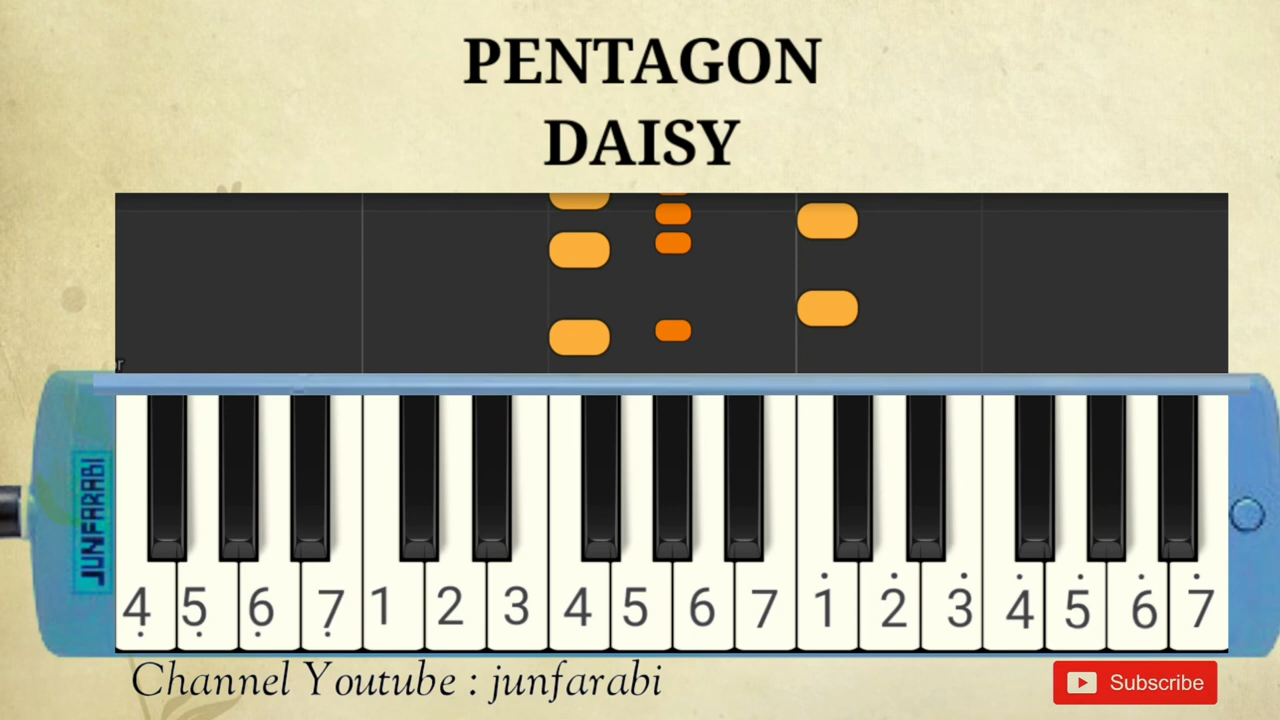 PENTAGON
DAISY
r
JUNFARABI
4̣ 5̣ 6̣ 7̣ 1 2 3 4 5 6 7 1̇ 2̇ 3̇ 4̇ 5̇ 6̇ 7̇
Channel Youtube : junfarabi
Subscribe